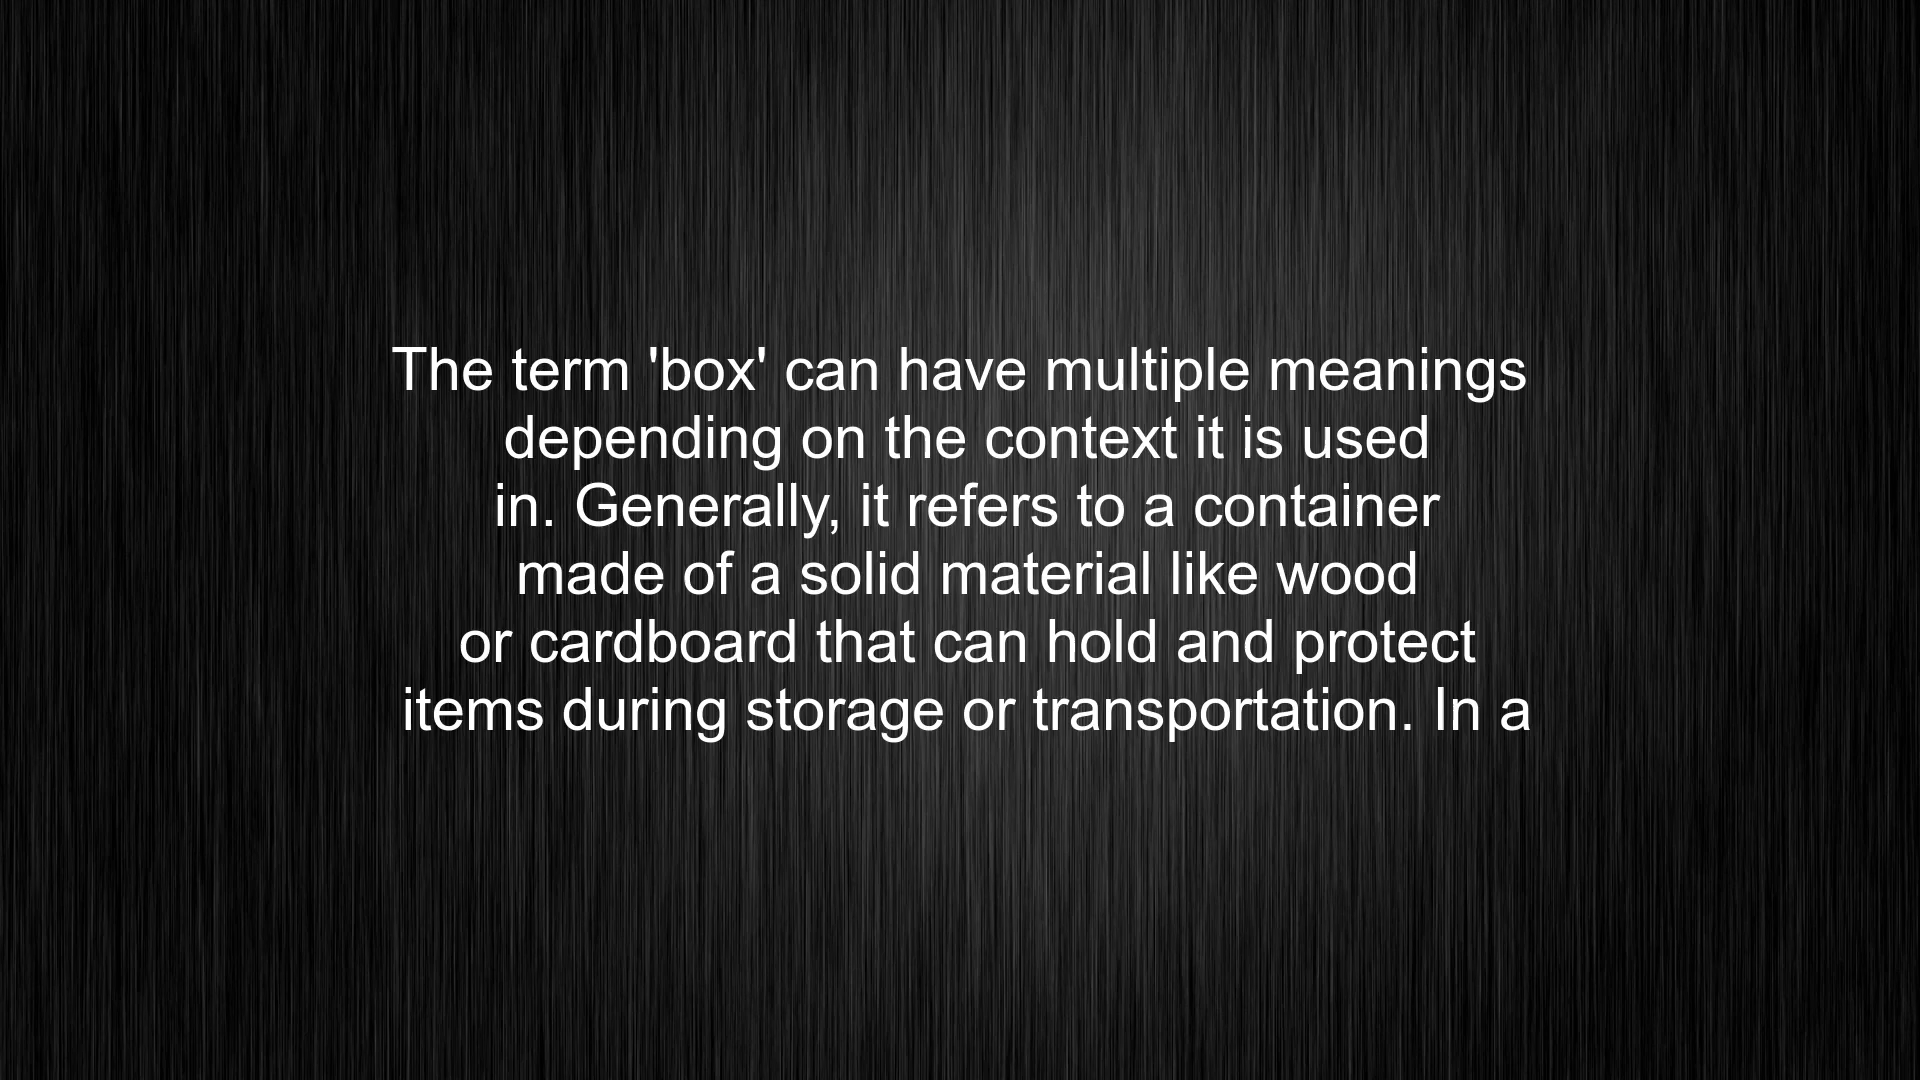 The term 'box' can have multiple meanings
depending on the context it is used
in. Generally, it refers to a container
made of a solid material like wood
or cardboard that can hold and protect
items during storage or transportation. In a